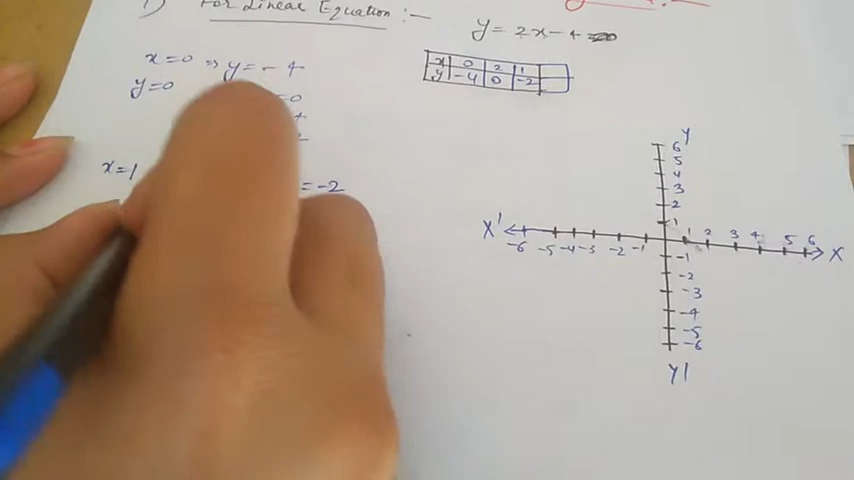 1) For Linear Equation :-
y = 2x - 4
x=0 ⇒ y = - 4
y=0 =0
x 0 2 1
y -4 0 -2
x=1 = -2
Y
6
5
4
3
2
1
X' -6 -5 -4 -3 -2 -1 1 2 3 4 5 6 X
-1
-2
-3
-4
-5
-6
Y'